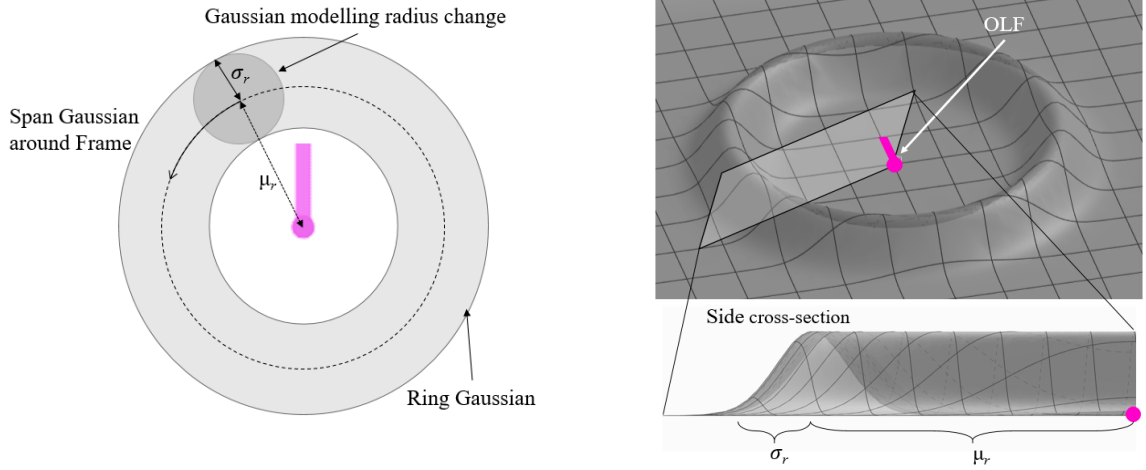 Gaussian modelling radius change
σᵣ
Span Gaussian
around Frame
μᵣ
Ring Gaussian
OLF
Side cross-section
σᵣ
μᵣ